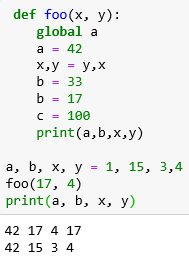 def foo(x, y):
    global a
    a = 42
    x,y = y,x
    b = 33
    b = 17
    c = 100
    print(a,b,x,y)

a, b, x, y = 1, 15, 3,4
foo(17, 4)
print(a, b, x, y)
42 17 4 17
42 15 3 4